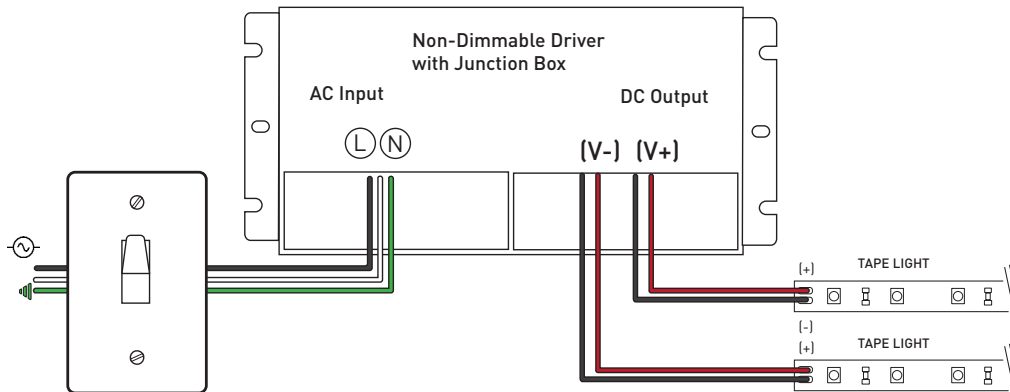 Non-Dimmable Driver
with Junction Box
AC Input
DC Output
L N
(V-) (V+)
(+)
TAPE LIGHT
(-)
(+)
TAPE LIGHT